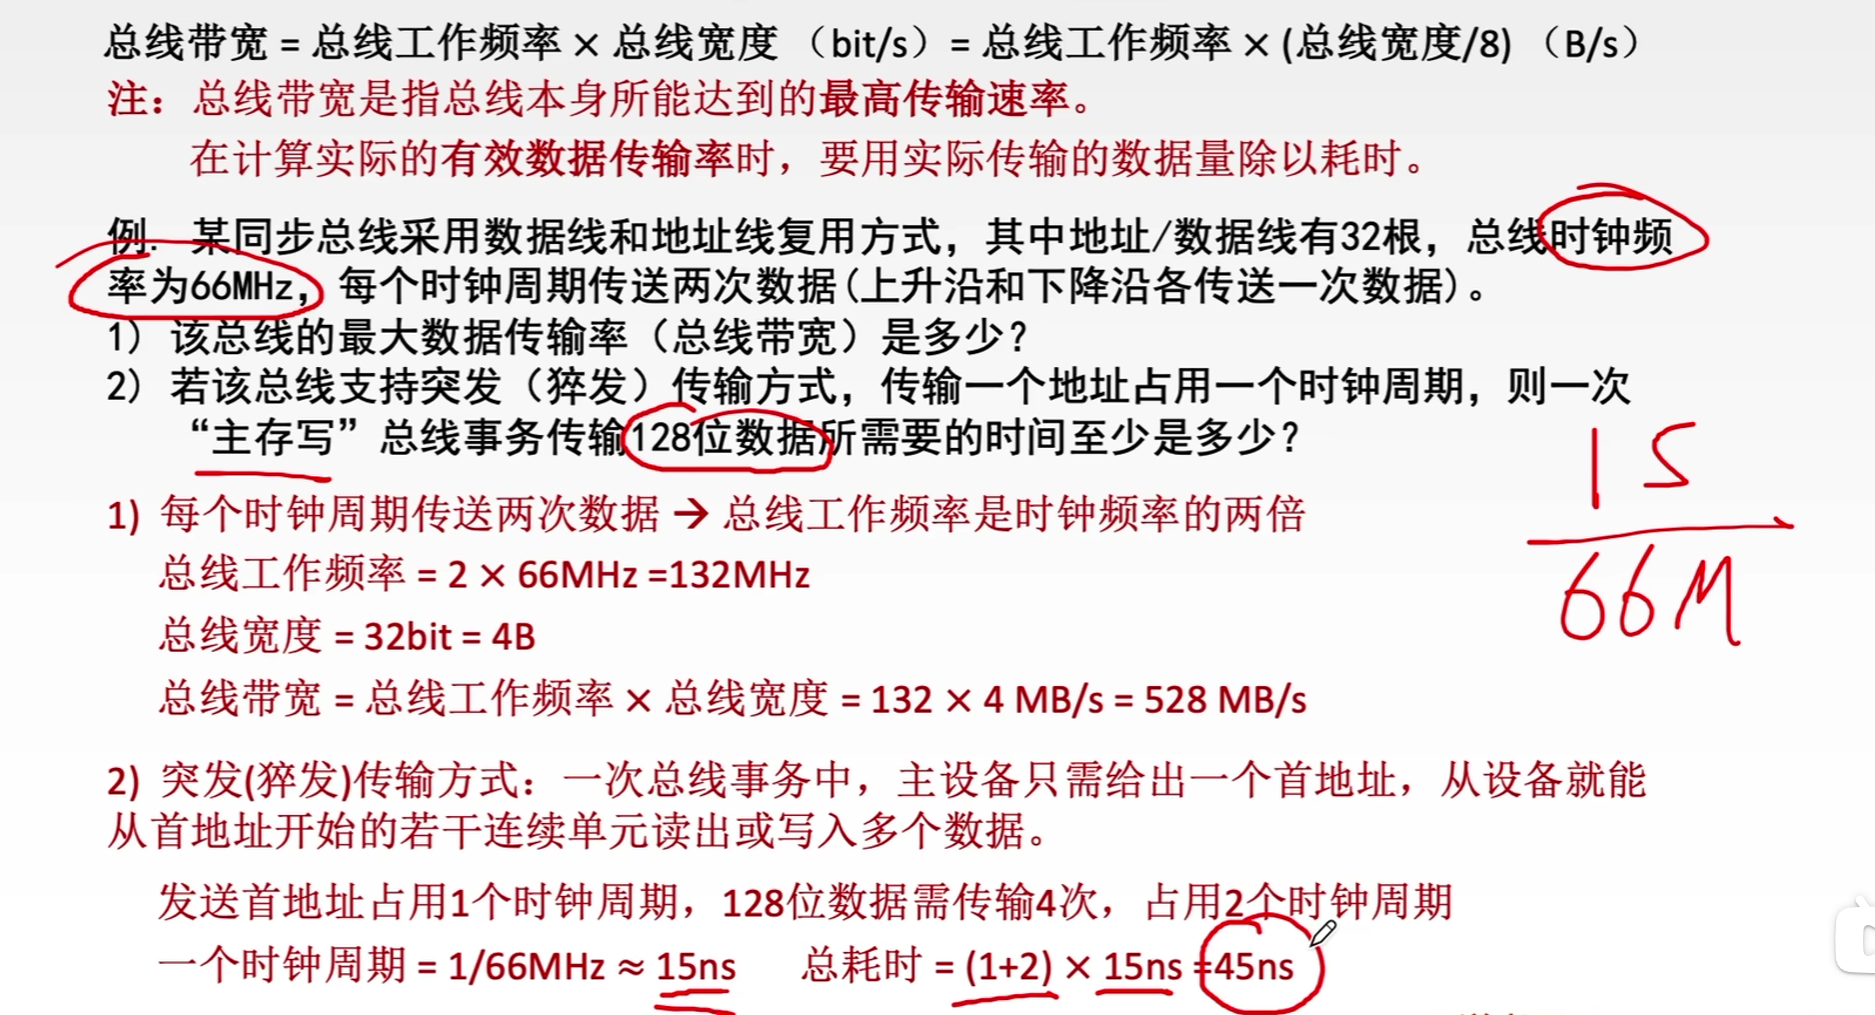 总线带宽 = 总线工作频率 × 总线宽度 （bit/s）= 总线工作频率 × (总线宽度/8) （B/s）
注：总线带宽是指总线本身所能达到的最高传输速率。
在计算实际的有效数据传输率时，要用实际传输的数据量除以耗时。
例. 某同步总线采用数据线和地址线复用方式，其中地址/数据线有32根，总线时钟频
率为66MHz，每个时钟周期传送两次数据(上升沿和下降沿各传送一次数据)。
1) 该总线的最大数据传输率（总线带宽）是多少？
2) 若该总线支持突发（猝发）传输方式，传输一个地址占用一个时钟周期，则一次
“主存写”总线事务传输128位数据所需要的时间至少是多少？
1S
66M
1) 每个时钟周期传送两次数据 → 总线工作频率是时钟频率的两倍
总线工作频率 = 2 × 66MHz =132MHz
总线宽度 = 32bit = 4B
总线带宽 = 总线工作频率 × 总线宽度 = 132 × 4 MB/s = 528 MB/s
2) 突发(猝发)传输方式：一次总线事务中，主设备只需给出一个首地址，从设备就能
从首地址开始的若干连续单元读出或写入多个数据。
发送首地址占用1个时钟周期，128位数据需传输4次，占用2个时钟周期
一个时钟周期 = 1/66MHz ≈ 15ns 总耗时 = (1+2) × 15ns =45ns